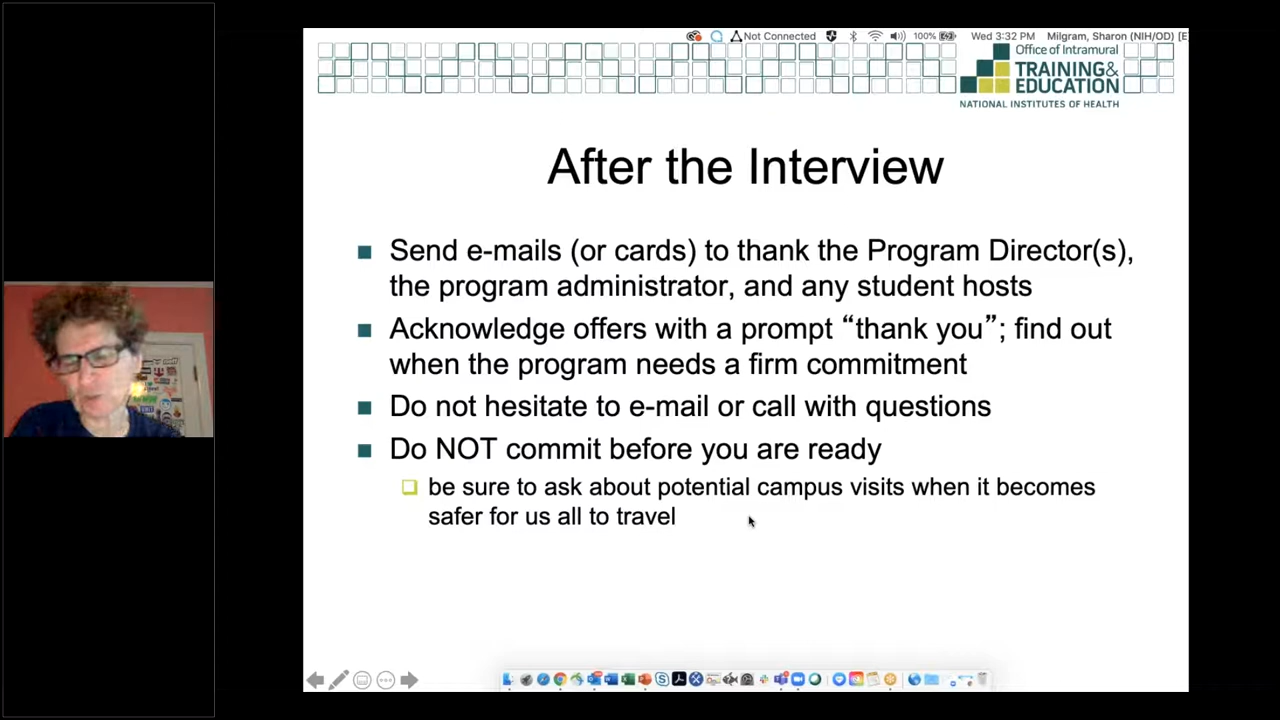 Not Connected 100% Wed 3:32 PM Milgram, Sharon (NIH/OD) [E
Office of Intramural
TRAINING&
EDUCATION
NATIONAL INSTITUTES OF HEALTH
After the Interview
Send e-mails (or cards) to thank the Program Director(s),
the program administrator, and any student hosts
Acknowledge offers with a prompt “thank you”; find out
when the program needs a firm commitment
Do not hesitate to e-mail or call with questions
Do NOT commit before you are ready
be sure to ask about potential campus visits when it becomes
safer for us all to travel